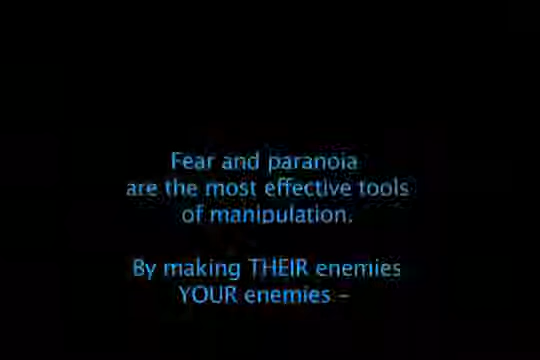 Fear and paranoia
are the most effective tools
of manipulation.
By making THEIR enemies
YOUR enemies –